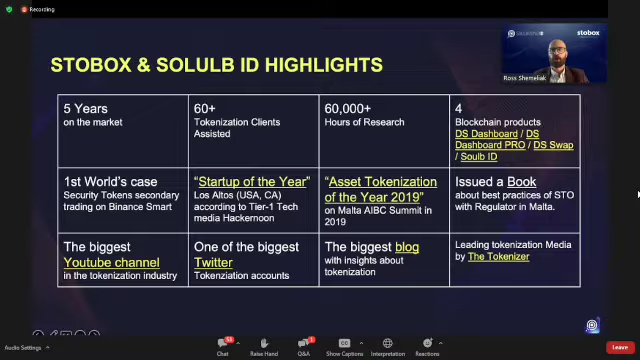 Recording
STOBOX & SOLULB ID HIGHLIGHTS
stobox
Ross Shemeliak
5 Years
on the market
60+
Tokenization Clients
Assisted
60,000+
Hours of Research
4
Blockchain products
DS Dashboard / DS
Dashboard PRO / DS Swap
/ Soulb ID
1st World's case
Security Tokens secondary
trading on Binance Smart
"Startup of the Year"
Los Altos (USA, CA)
according to Tier-1 Tech
media Hackernoon
"Asset Tokenization
of the Year 2019"
on Malta AIBC Summit in
2019
Issued a Book
about best practices of STO
with Regulator in Malta.
The biggest
Youtube channel
in the tokenization industry
One of the biggest
Twitter
Tokenziation accounts
The biggest blog
with insights about
tokenization
Leading tokenization Media
by The Tokenizer
Audio Settings
58
Chat
Raise Hand
1
Q&A
CC
Show Captions
Interpretation
Reactions
Leave